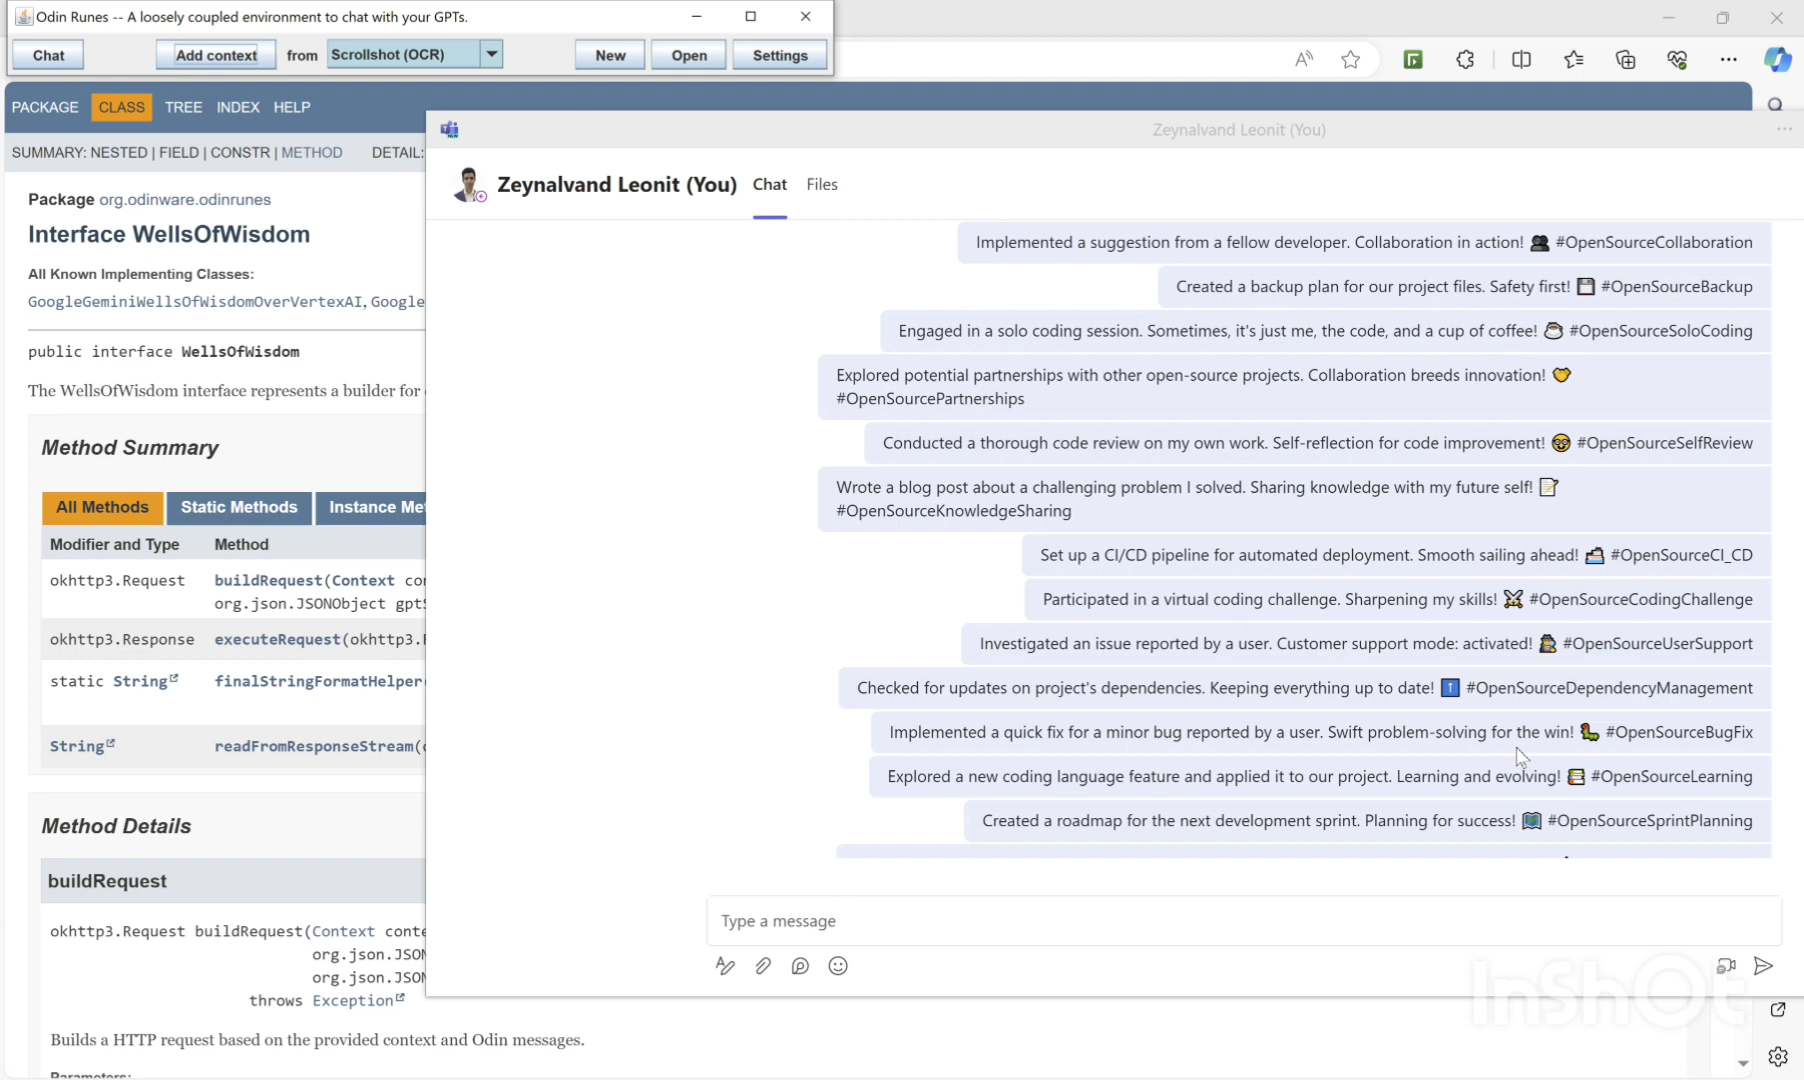 Odin Runes -- A loosely coupled environment to chat with your GPTs.
Chat
Add context
from
Scrollshot (OCR)
New
Open
Settings
PACKAGE CLASS TREE INDEX HELP
SUMMARY: NESTED | FIELD | CONSTR | METHOD DETAIL:
Package org.odinware.odinrunes
Interface WellsOfWisdom
All Known Implementing Classes:
GoogleGeminiWellsOfWisdomOverVertexAI, Google
public interface WellsOfWisdom
The WellsOfWisdom interface represents a builder for
Method Summary
All Methods Static Methods Instance
Modifier and Type Method
okhttp3.Request buildRequest(Context
org.json.JSONObject
okhttp3.Response executeRequest(okhttp3.
static String finalStringFormatHelper
String readFromResponseStream(
Method Details
buildRequest
okhttp3.Request buildRequest(Context
org.json.
org.json.
throws Exception
Builds a HTTP request based on the provided context and Odin messages.
Parameters:
Zeynalvand Leonit (You)
Zeynalvand Leonit (You) Chat Files
Implemented a suggestion from a fellow developer. Collaboration in action! 👥 #OpenSourceCollaboration
Created a backup plan for our project files. Safety first! 💾 #OpenSourceBackup
Engaged in a solo coding session. Sometimes, it's just me, the code, and a cup of coffee! ☕ #OpenSourceSoloCoding
Explored potential partnerships with other open-source projects. Collaboration breeds innovation! 🤝
#OpenSourcePartnerships
Conducted a thorough code review on my own work. Self-reflection for code improvement! 🤓 #OpenSourceSelfReview
Wrote a blog post about a challenging problem I solved. Sharing knowledge with my future self! 📝
#OpenSourceKnowledgeSharing
Set up a CI/CD pipeline for automated deployment. Smooth sailing ahead! 🚢 #OpenSourceCI_CD
Participated in a virtual coding challenge. Sharpening my skills! ⚔️ #OpenSourceCodingChallenge
Investigated an issue reported by a user. Customer support mode: activated! 🕵️ #OpenSourceUserSupport
Checked for updates on project's dependencies. Keeping everything up to date! ⬆️ #OpenSourceDependencyManagement
Implemented a quick fix for a minor bug reported by a user. Swift problem-solving for the win! 🐛 #OpenSourceBugFix
Explored a new coding language feature and applied it to our project. Learning and evolving! 📚 #OpenSourceLearning
Created a roadmap for the next development sprint. Planning for success! 🗺️ #OpenSourceSprintPlanning
Type a message
InShOt